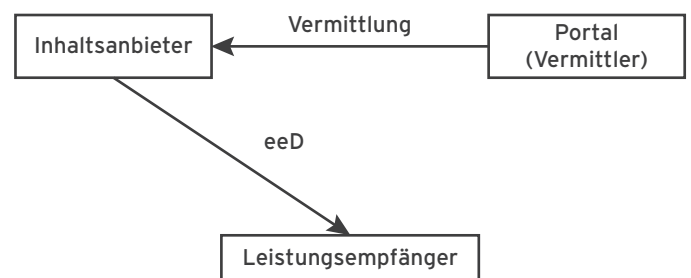 Inhaltsanbieter
Vermittlung
Portal
(Vermittler)
eeD
Leistungsempfänger